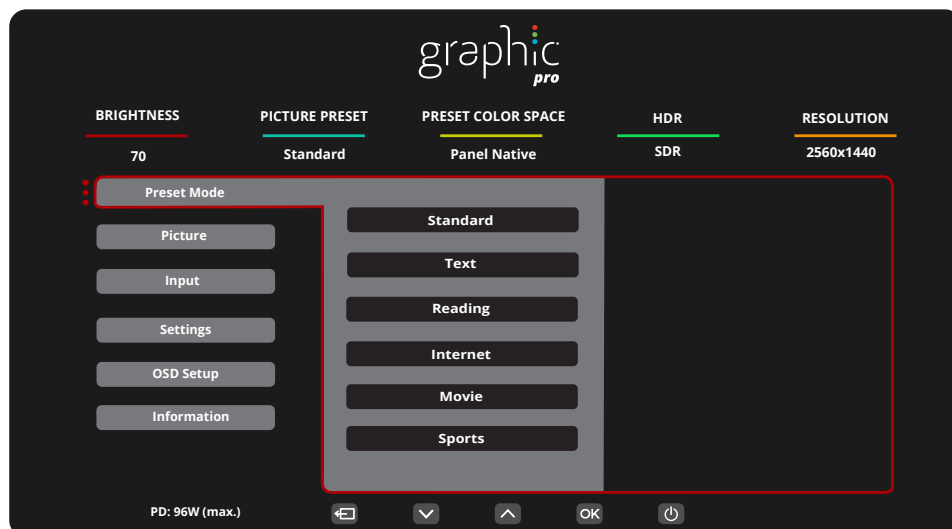 graphic
pro
BRIGHTNESS PICTURE PRESET PRESET COLOR SPACE HDR RESOLUTION
70 Standard Panel Native SDR 2560x1440
Preset Mode
Picture
Input
Settings
OSD Setup
Information
Standard
Text
Reading
Internet
Movie
Sports
PD: 96W (max.) OK